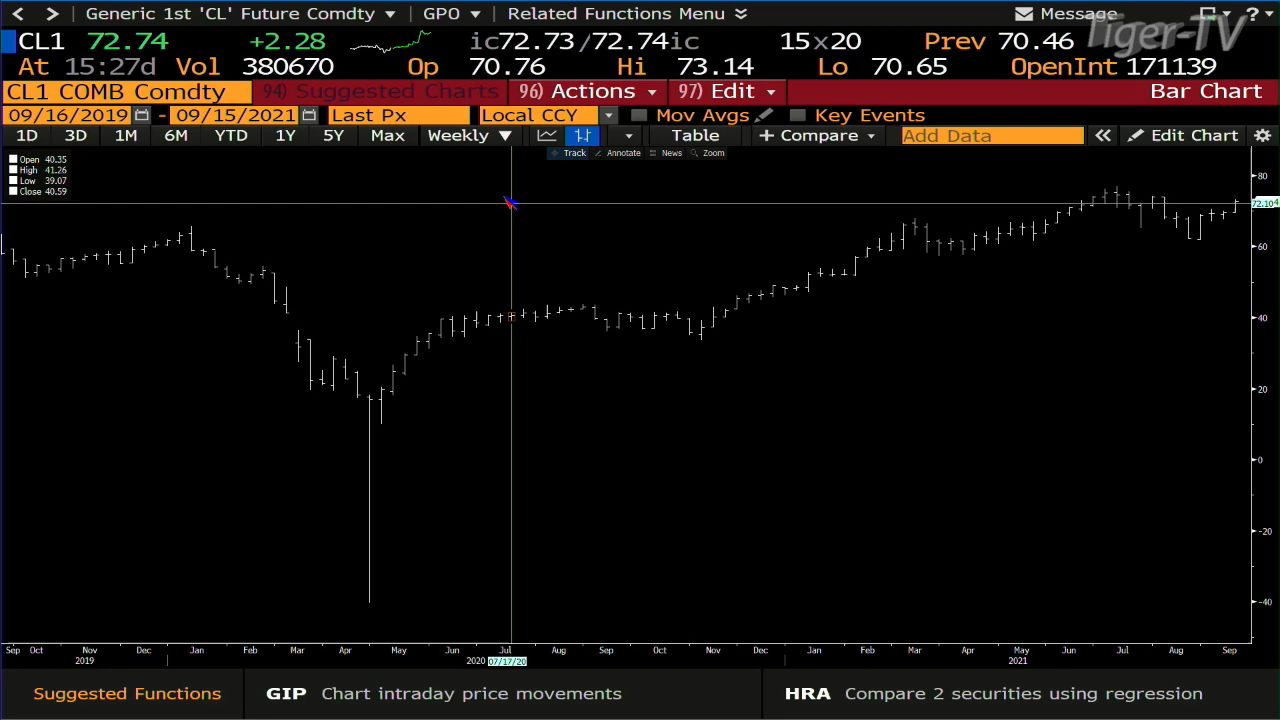 Generic 1st 'CL' Future Comdty GPO Related Functions Menu Message ?
Tiger-TV
CL1 72.74 +2.28 ic72.73/72.74ic 15x20 Prev 70.46
At 15:27d Vol 380670 Op 70.76 Hi 73.14 Lo 70.65 OpenInt 171139
CL1 COMB Comdty 94) Suggested Charts 96) Actions 97) Edit Bar Chart
09/16/2019 - 09/15/2021 Last Px Local CCY Mov Avgs Key Events
1D 3D 1M 6M YTD 1Y 5Y Max Weekly Table + Compare Add Data « Edit Chart
Track Annotate News Zoom
Open 40.35
High 41.26
Low 39.07
Close 40.59
80
72.104
60
40
20
0
-20
-40
Sep Oct Nov Dec Jan Feb Mar Apr May Jun Jul Aug Sep Oct Nov Dec Jan Feb Mar Apr May Jun Jul Aug Sep
2019 2020 07/17/20 2021
Suggested Functions GIP Chart intraday price movements HRA Compare 2 securities using regression